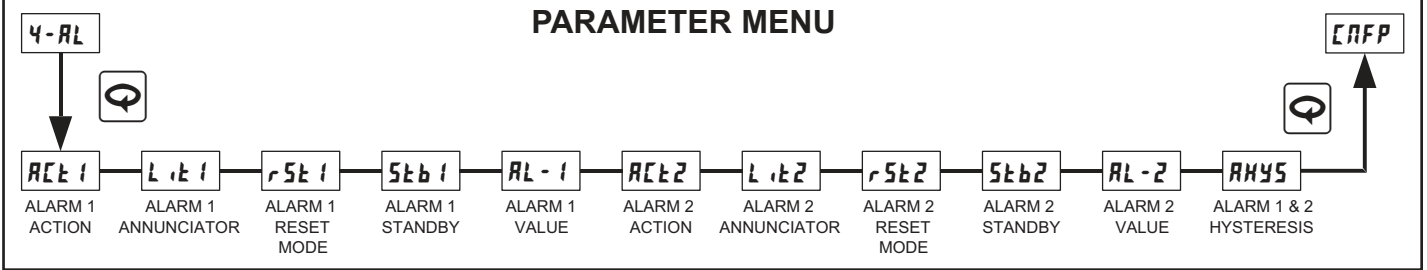 PARAMETER MENU
4-AL
CNFP
ACt1
Lit1
rSt1
Stb1
AL-1
ACt2
Lit2
rSt2
Stb2
AL-2
AHYS
ALARM 1
ACTION
ALARM 1
ANNUNCIATOR
ALARM 1
RESET
MODE
ALARM 1
STANDBY
ALARM 1
VALUE
ALARM 2
ACTION
ALARM 2
ANNUNCIATOR
ALARM 2
RESET
MODE
ALARM 2
STANDBY
ALARM 2
VALUE
ALARM 1 & 2
HYSTERESIS